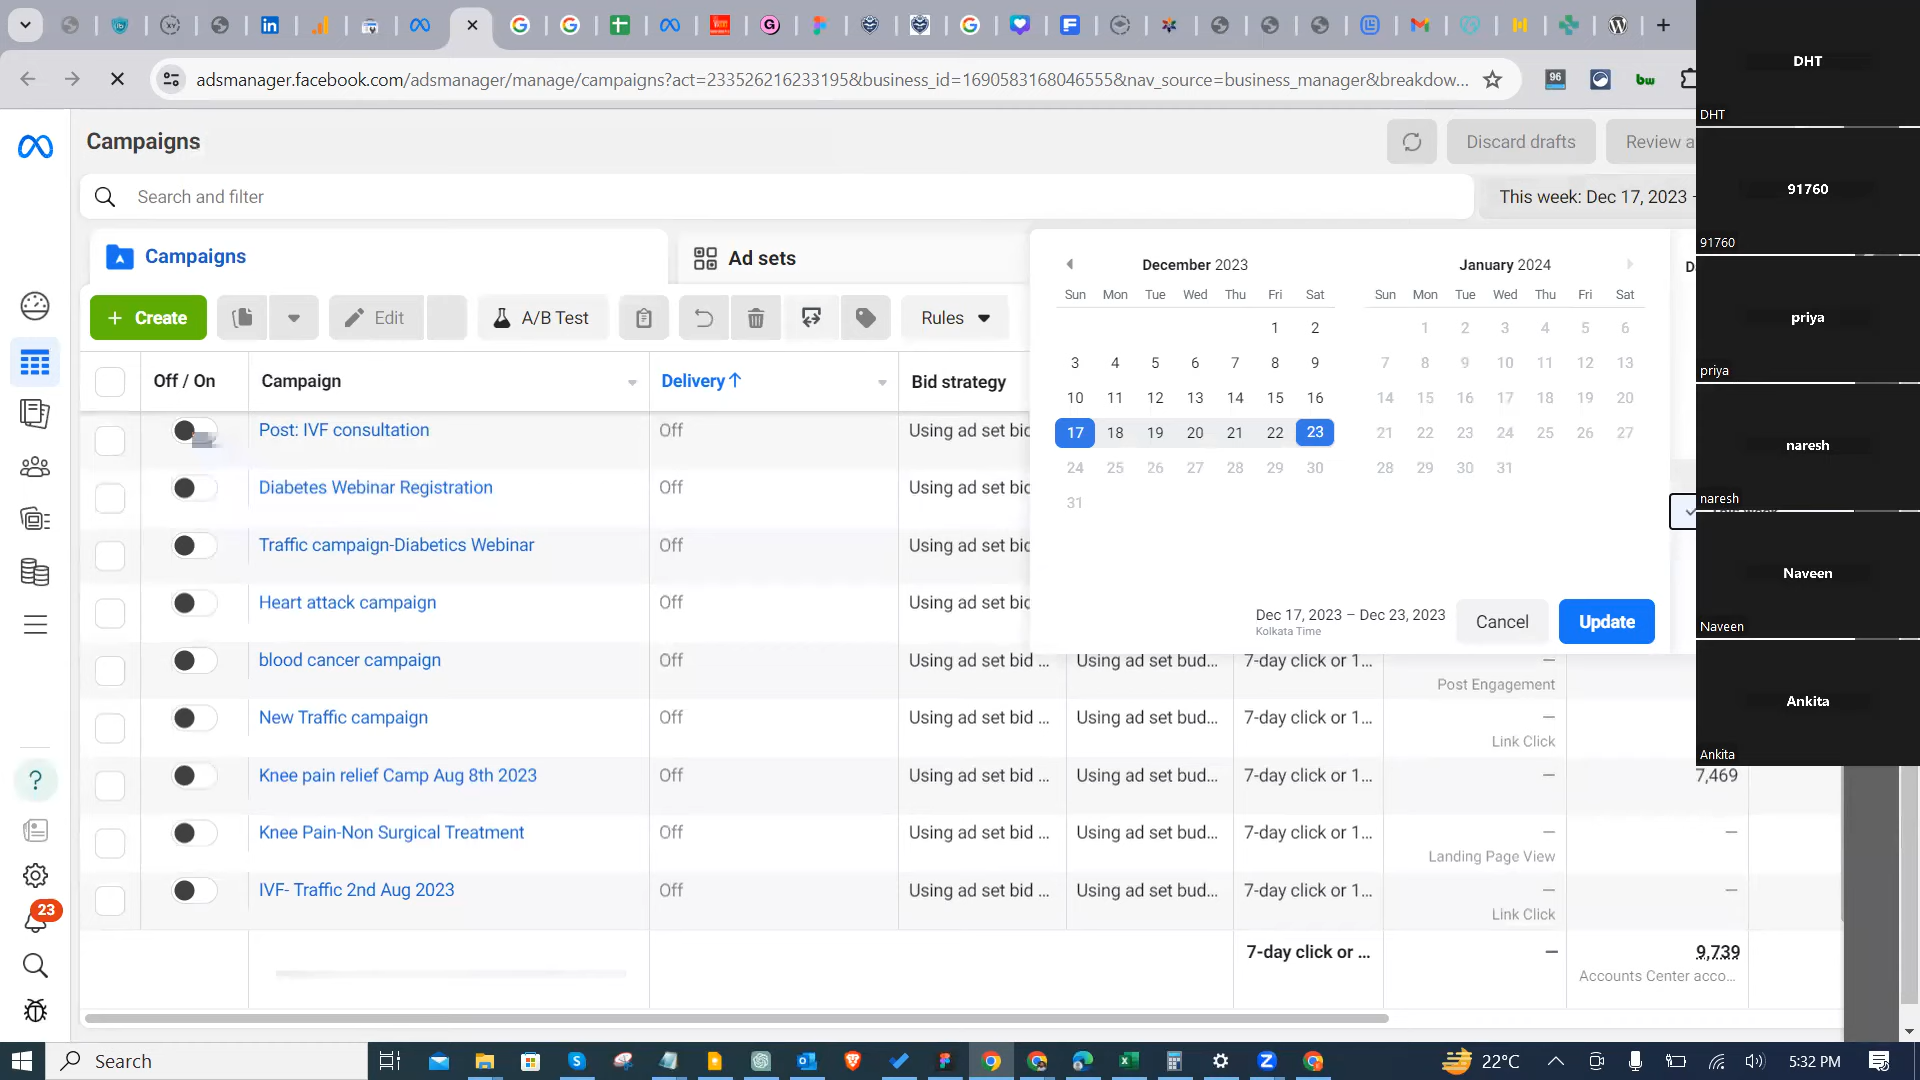 adsmanager.facebook.com/adsmanager/manage/campaigns?act=233526216233195&business_id=1690583168046555&nav_source=business_manager&breakdow...
96
bw
Campaigns
Discard drafts
Review a
Search and filter
This week: Dec 17, 2023 -
Campaigns
Ad sets
Create
Edit
A/B Test
Rules
Off / On
Campaign
Delivery
Bid strategy
Post: IVF consultation
Off
Using ad set bid
Diabetes Webinar Registration
Off
Using ad set bid
Traffic campaign-Diabetics Webinar
Off
Using ad set bid
Heart attack campaign
Off
Using ad set bid
blood cancer campaign
Off
Using ad set bid ...
Using ad set bud...
7-day click or 1...
—
Post Engagement
New Traffic campaign
Off
Using ad set bid ...
Using ad set bud...
7-day click or 1...
—
Link Click
Knee pain relief Camp Aug 8th 2023
Off
Using ad set bid ...
Using ad set bud...
7-day click or 1...
—
7,469
Knee Pain-Non Surgical Treatment
Off
Using ad set bid ...
Using ad set bud...
7-day click or 1...
—
Landing Page View
—
IVF- Traffic 2nd Aug 2023
Off
Using ad set bid ...
Using ad set bud...
7-day click or 1...
—
Link Click
—
7-day click or ...
—
9,739
Accounts Center acco...
December 2023
Sun Mon Tue Wed Thu Fri Sat
1 2
3 4 5 6 7 8 9
10 11 12 13 14 15 16
17 18 19 20 21 22 23
24 25 26 27 28 29 30
31
January 2024
Sun Mon Tue Wed Thu Fri Sat
1 2 3 4 5 6
7 8 9 10 11 12 13
14 15 16 17 18 19 20
21 22 23 24 25 26 27
28 29 30 31
Dec 17, 2023 – Dec 23, 2023
Kolkata Time
Cancel
Update
DHT
DHT
91760
91760
priya
priya
naresh
naresh
Naveen
Naveen
Ankita
Ankita
23
Search
22°C
5:32 PM